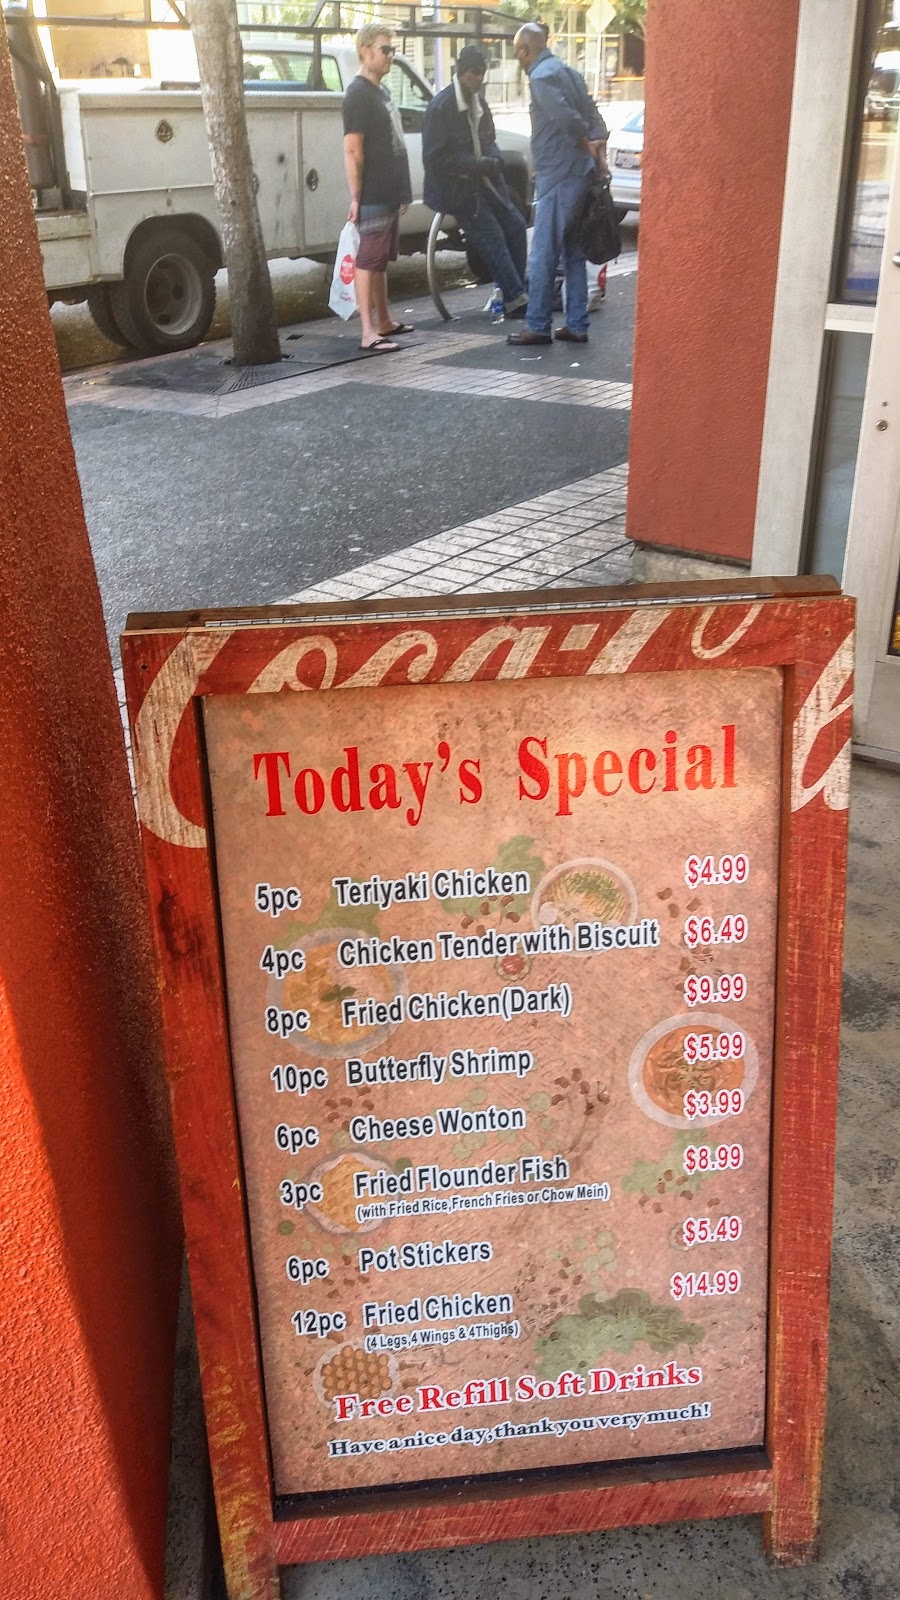 Coca-Cola
Today's Special
5pc Teriyaki Chicken $4.99
4pc Chicken Tender with Biscuit $6.49
8pc Fried Chicken(Dark) $9.99
10pc Butterfly Shrimp $5.99
6pc Cheese Wonton $3.99
3pc Fried Flounder Fish $8.99
(with Fried Rice,French Fries or Chow Mein)
6pc Pot Stickers $5.49
12pc Fried Chicken $14.99
(4 Legs,4 Wings & 4Thighs)
Free Refill Soft Drinks
Have a nice day,thank you very much!